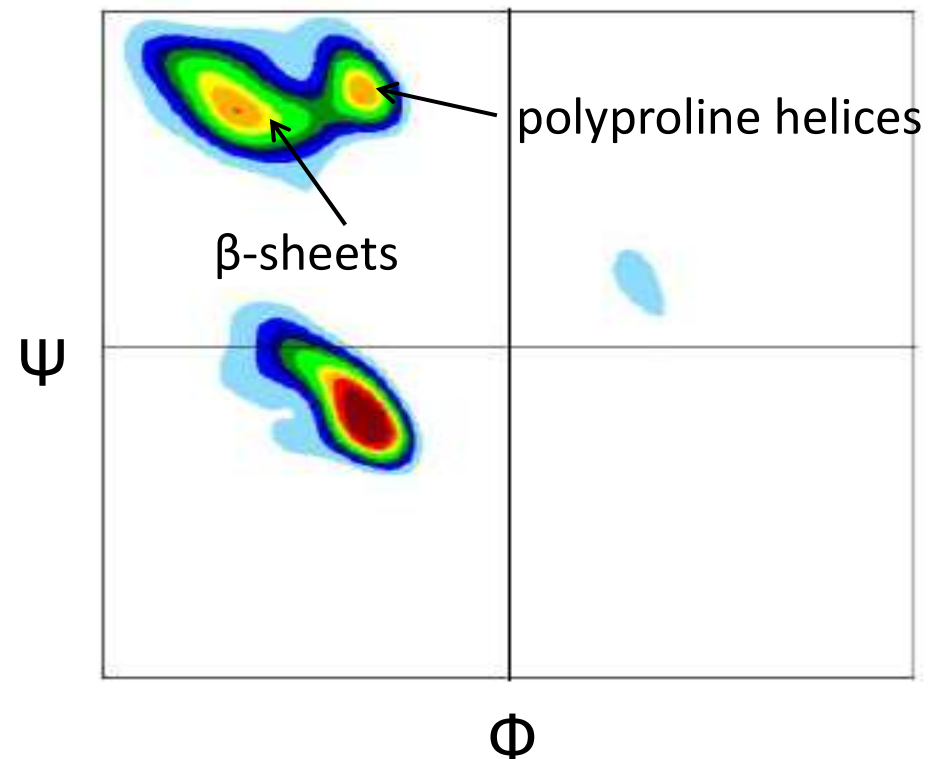 polyproline helices
β-sheets
Ψ
Φ